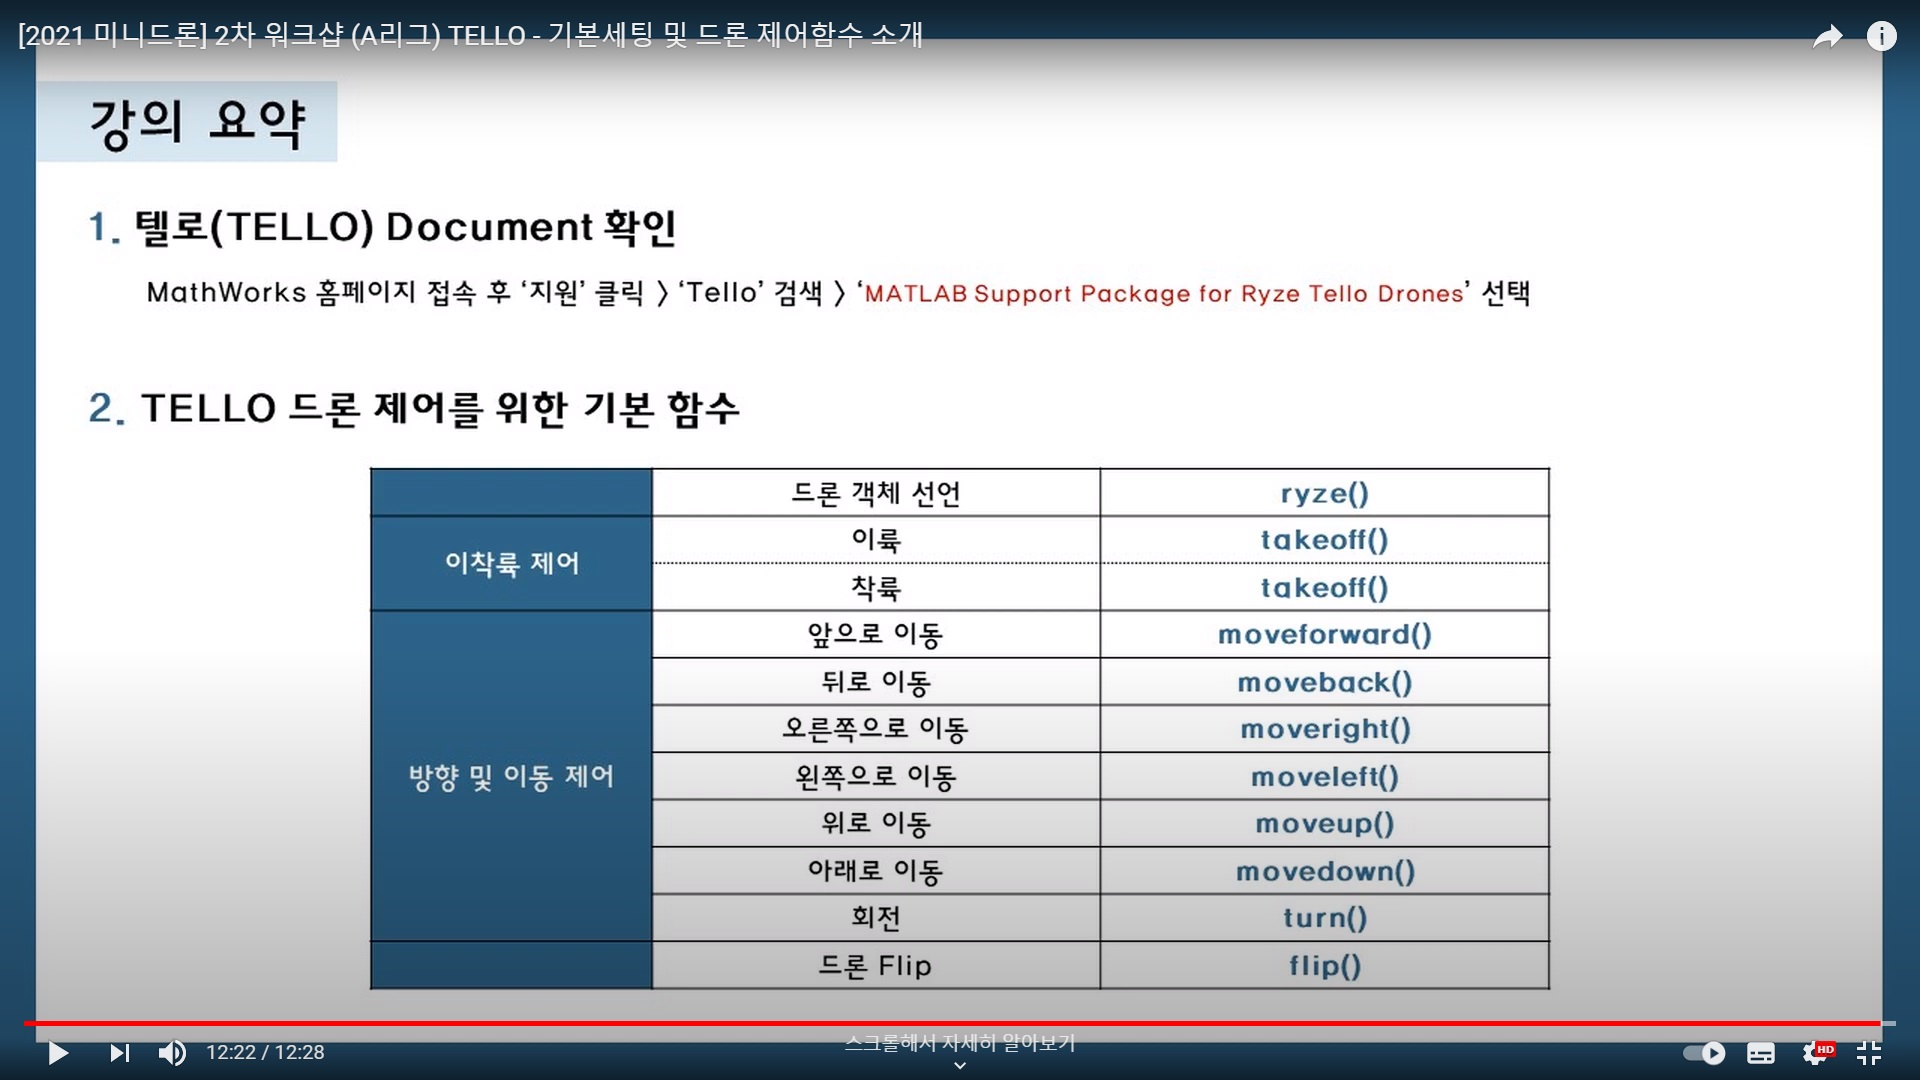 [2021 미니드론] 2차 워크샵 (A리그) TELLO - 기본세팅 및 드론 제어함수 소개
강의 요약
1. 텔로(TELLO) Document 확인
MathWorks 홈페이지 접속 후 ‘지원’ 클릭 > ‘Tello’ 검색 > ‘MATLAB Support Package for Ryze Tello Drones’ 선택
2. TELLO 드론 제어를 위한 기본 함수
드론 객체 선언 ryze()
이착륙 제어
이륙 takeoff()
착륙 takeoff()
방향 및 이동 제어
앞으로 이동 moveforward()
뒤로 이동 moveback()
오른쪽으로 이동 moveright()
왼쪽으로 이동 moveleft()
위로 이동 moveup()
아래로 이동 movedown()
회전 turn()
드론 Flip flip()
스크롤해서 자세히 알아보기
12:22 / 12:28
HD